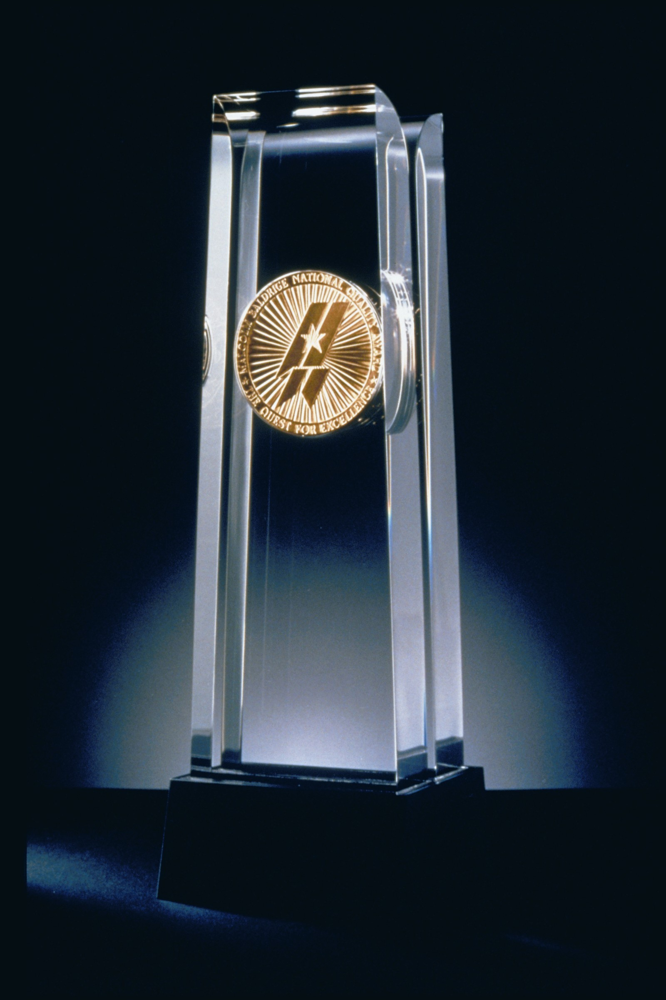 MALCOLM BALDRIGE NATIONAL QUALITY AWARD
THE QUEST FOR EXCELLENCE